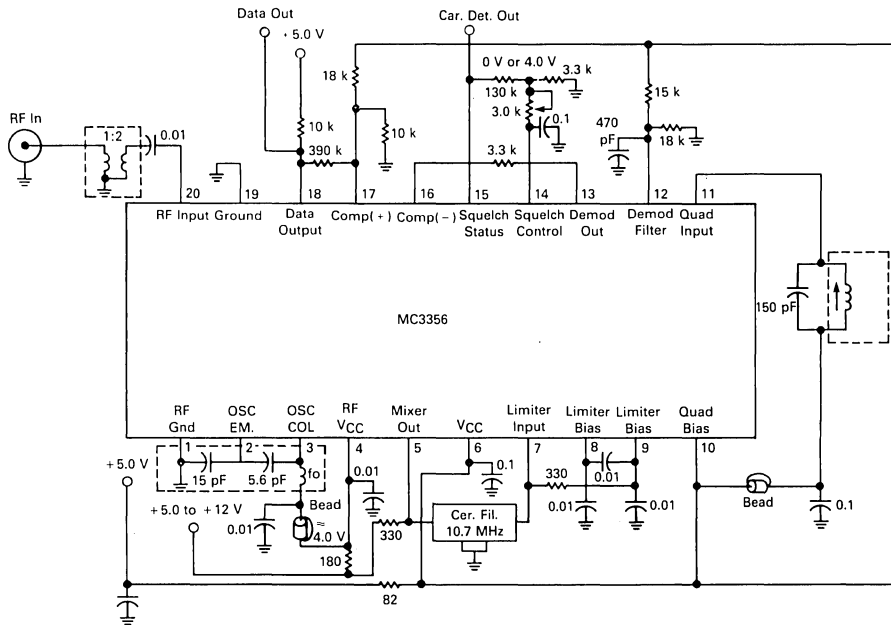 Data Out
Car. Det. Out
+ 5.0 V
0 V or 4.0 V
3.3 k
18 k
130 k
15 k
RF In
1:2
0.01
3.0 k
0.1
10 k
10 k
470
pF
390 k
3.3 k
18 k
20
19
18
17
16
15
14
13
12
11
RF Input
Ground
Data
Output
Comp(+)
Comp(−)
Squelch
Status
Squelch
Control
Demod
Out
Demod
Filter
Quad
Input
150 pF
MC3356
RF
Gnd
OSC
EM.
OSC
COL
RF
VCC
Mixer
Out
VCC
Limiter
Input
Limiter
Bias
Limiter
Bias
Quad
Bias
1
2
3
4
5
6
7
8
9
10
+5.0 V
15 pF
5.6 pF
fo
0.01
0.1
330
0.01
+5.0 to +12 V
Bead
0.01
≈
4.0 V
330
Cer. Fil.
10.7 MHz
0.01
0.01
Bead
0.1
180
82